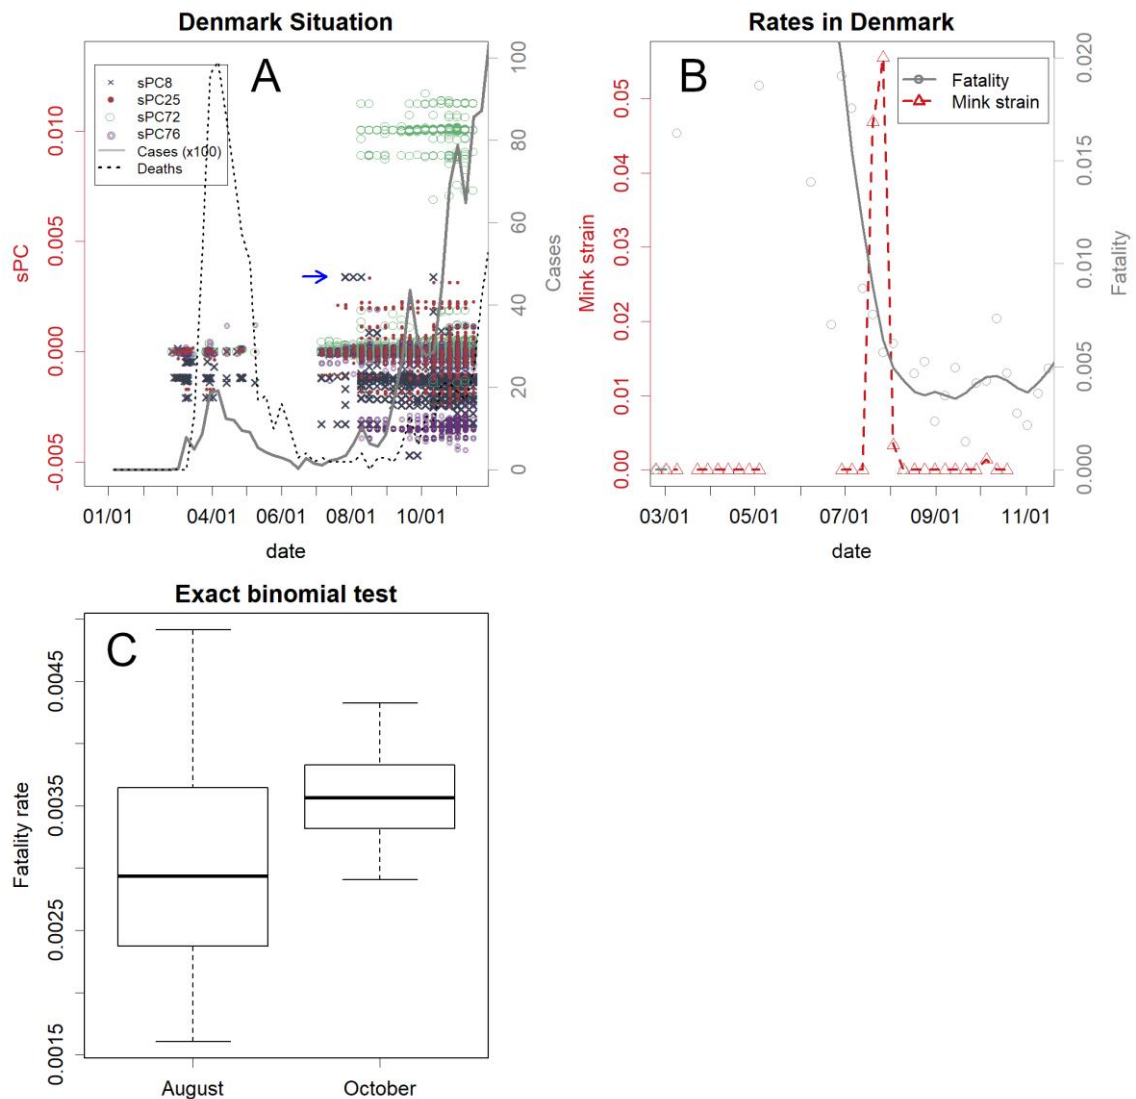 Denmark Situation
A
sPC8
sPC25
sPC72
sPC76
Cases (x100)
Deaths
sPC
0.010
0.005
0.000
-0.005
100
80
60
40
20
0
Cases
01/01 04/01 06/01 08/01 10/01
date
Rates in Denmark
B
Fatality
Mink strain
Mink strain
0.05
0.04
0.03
0.02
0.01
0.00
0.020
0.015
0.010
0.005
0.000
Fatality
03/01 05/01 07/01 09/01 11/01
date
Exact binomial test
C
Fatality rate
0.0045
0.0035
0.0025
0.0015
August October